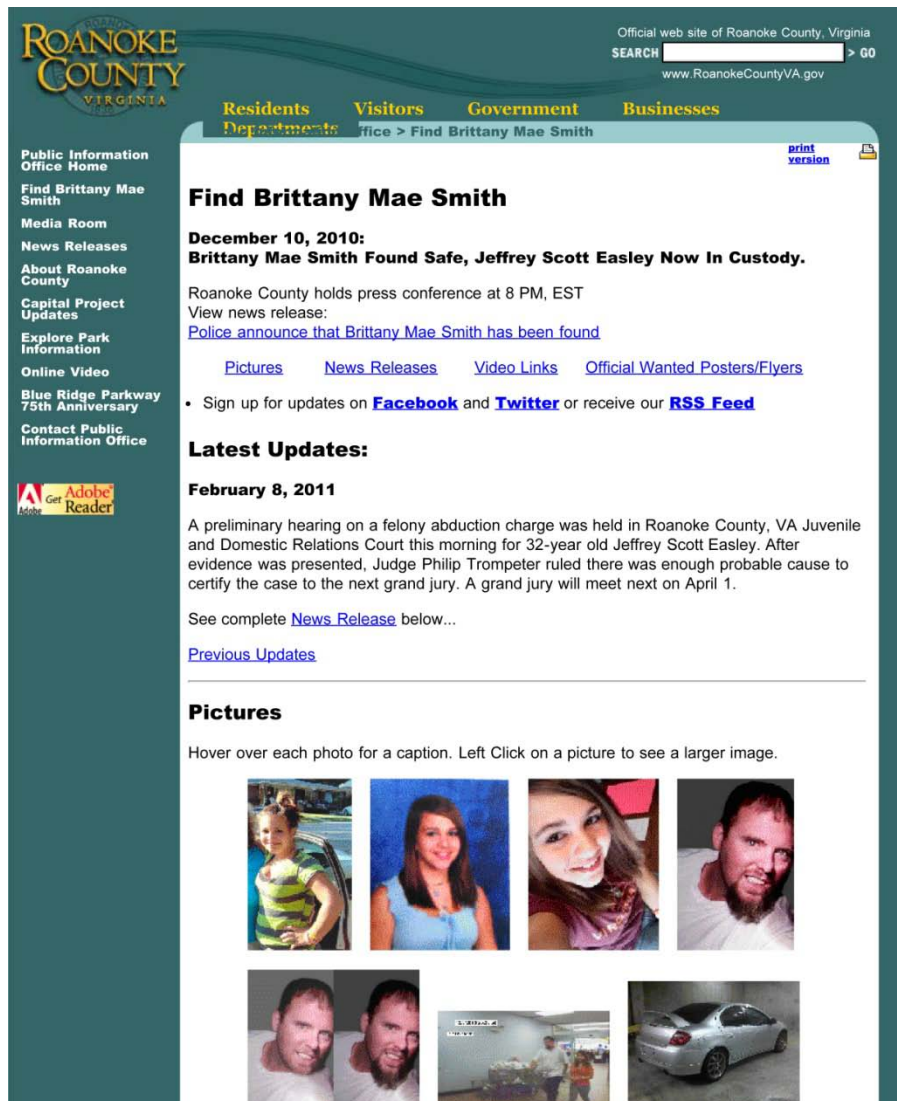 ROANOKE
COUNTY
VIRGINIA
Official web site of Roanoke County, Virginia
SEARCH > GO
www.RoanokeCountyVA.gov
Residents Visitors Government Businesses
Departments ffice > Find Brittany Mae Smith
print
version
Public Information
Office Home
Find Brittany Mae
Smith
Media Room
News Releases
About Roanoke
County
Capital Project
Updates
Explore Park
Information
Online Video
Blue Ridge Parkway
75th Anniversary
Contact Public
Information Office
Adobe
Get Adobe
Reader
Find Brittany Mae Smith
December 10, 2010:
Brittany Mae Smith Found Safe, Jeffrey Scott Easley Now In Custody.
Roanoke County holds press conference at 8 PM, EST
View news release:
Police announce that Brittany Mae Smith has been found
Pictures News Releases Video Links Official Wanted Posters/Flyers
• Sign up for updates on Facebook and Twitter or receive our RSS Feed
Latest Updates:
February 8, 2011
A preliminary hearing on a felony abduction charge was held in Roanoke County, VA Juvenile
and Domestic Relations Court this morning for 32-year old Jeffrey Scott Easley. After
evidence was presented, Judge Philip Trompeter ruled there was enough probable cause to
certify the case to the next grand jury. A grand jury will meet next on April 1.
See complete News Release below...
Previous Updates
Pictures
Hover over each photo for a caption. Left Click on a picture to see a larger image.